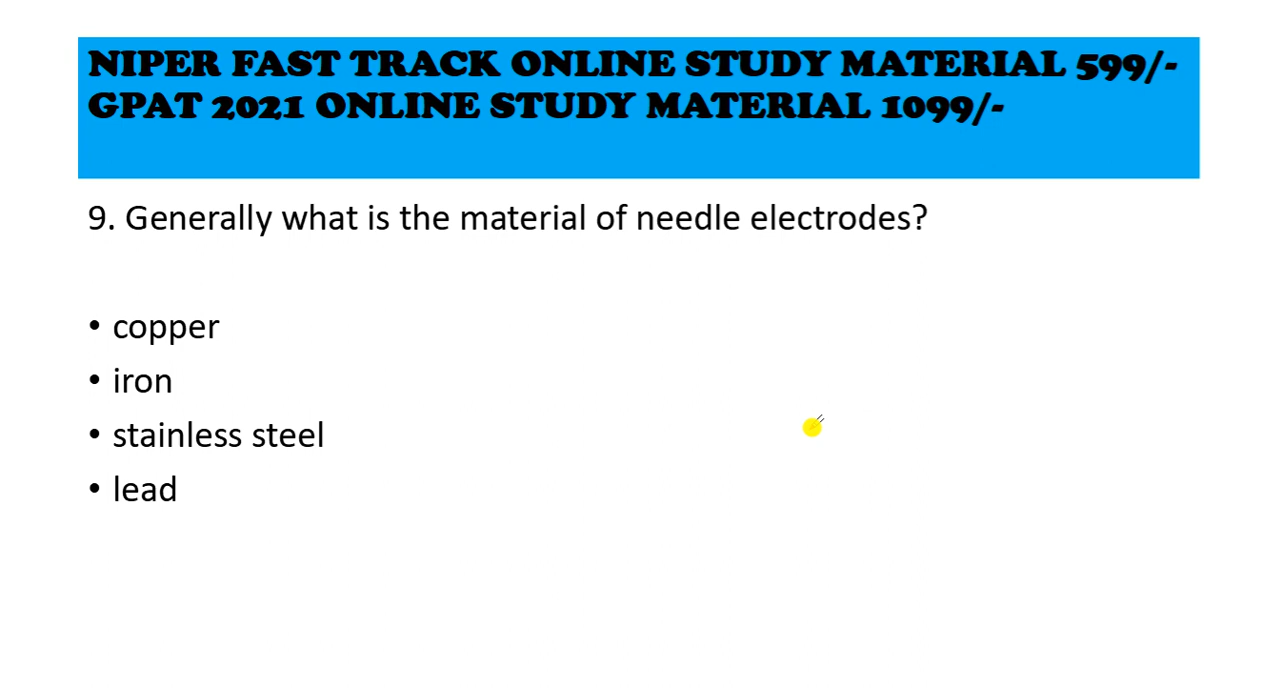 NIPER FAST TRACK ONLINE STUDY MATERIAL 599/-
GPAT 2021 ONLINE STUDY MATERIAL 1099/-
9. Generally what is the material of needle electrodes?
• copper
• iron
• stainless steel
• lead